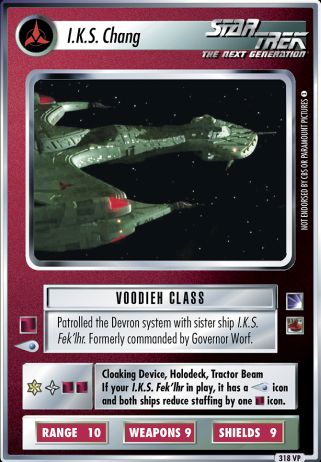 I.K.S. Chang
STAR TREK
THE NEXT GENERATION
NOT ENDORSED BY CBS OR PARAMOUNT PICTURES
VOODIEH CLASS
Patrolled the Devron system with sister ship I.K.S.
Fek'lhr. Formerly commanded by Governor Worf.
Cloaking Device, Holodeck, Tractor Beam
If your I.K.S. Fek'lhr in play, it has a icon
and both ships reduce staffing by one icon.
RANGE 10
WEAPONS 9
SHIELDS 9
318 VP